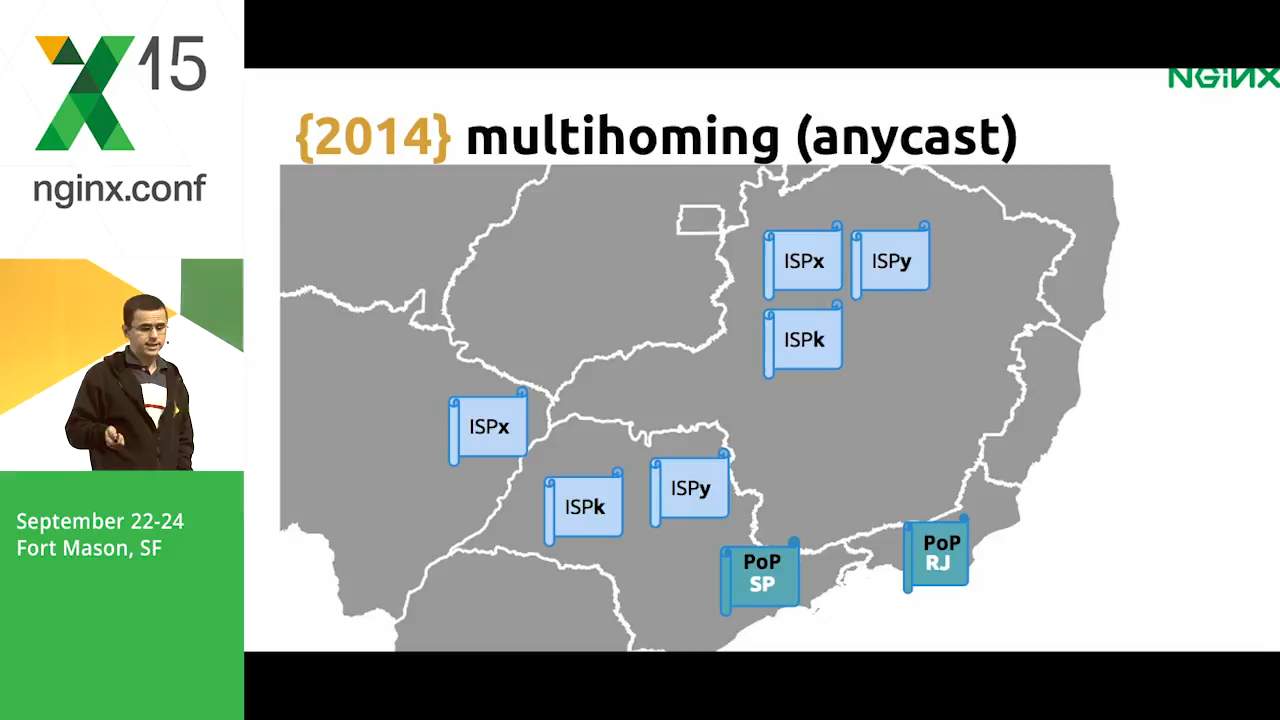 15
nginx.conf
September 22-24
Fort Mason, SF
NGINX
{2014} multihoming (anycast)
ISPx
ISPy
ISPk
ISPx
ISPk
ISPy
PoP
SP
PoP
RJ